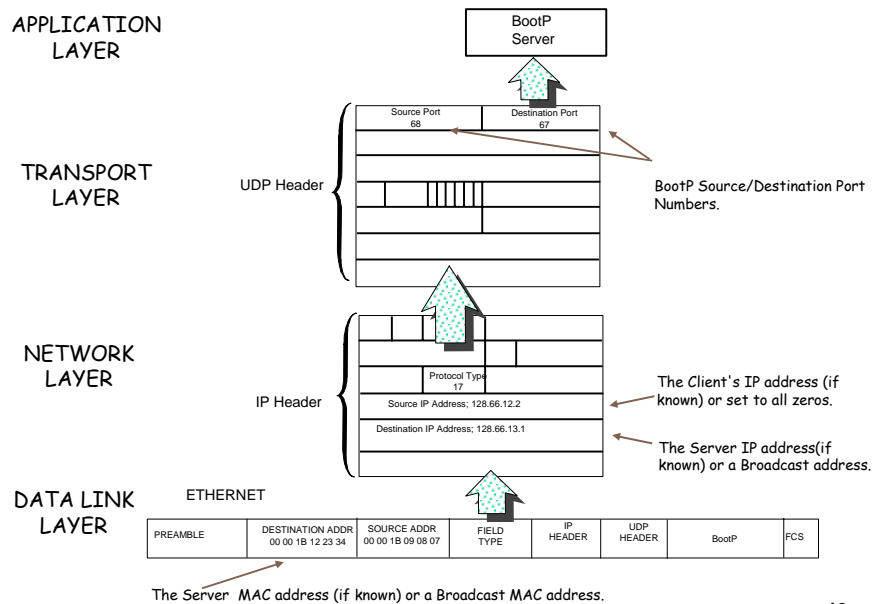 APPLICATION
LAYER
BootP
Server
Source Port
68
Destination Port
67
TRANSPORT
LAYER
UDP Header
BootP Source/Destination Port
Numbers.
NETWORK
LAYER
IP Header
Protocol Type
17
Source IP Address; 128.66.12.2
Destination IP Address; 128.66.13.1
The Client's IP address (if
known) or set to all zeros.
The Server IP address(if
known) or a Broadcast address.
DATA LINK
LAYER
ETHERNET
PREAMBLE
DESTINATION ADDR
00 00 1B 12 23 34
SOURCE ADDR
00 00 1B 09 08 07
FIELD
TYPE
IP
HEADER
UDP
HEADER
BootP
FCS
The Server MAC address (if known) or a Broadcast MAC address.